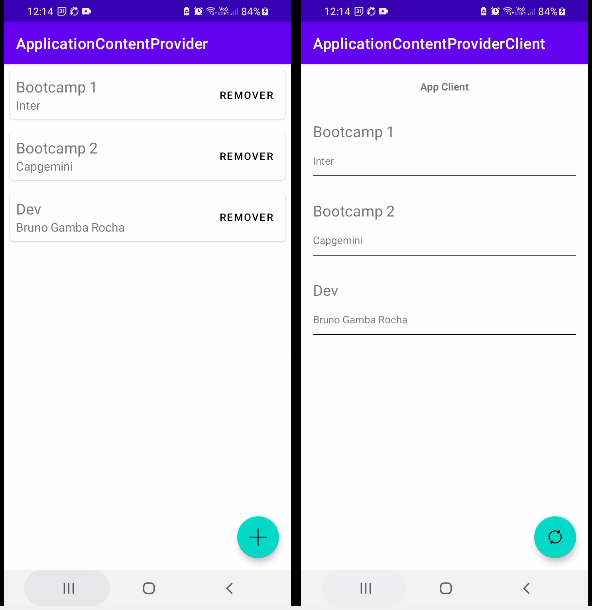 12:14
84%
ApplicationContentProvider
Bootcamp 1
Inter
REMOVER
Bootcamp 2
Capgemini
REMOVER
Dev
Bruno Gamba Rocha
REMOVER
12:14
84%
ApplicationContentProviderClient
App Client
Bootcamp 1
Inter
Bootcamp 2
Capgemini
Dev
Bruno Gamba Rocha